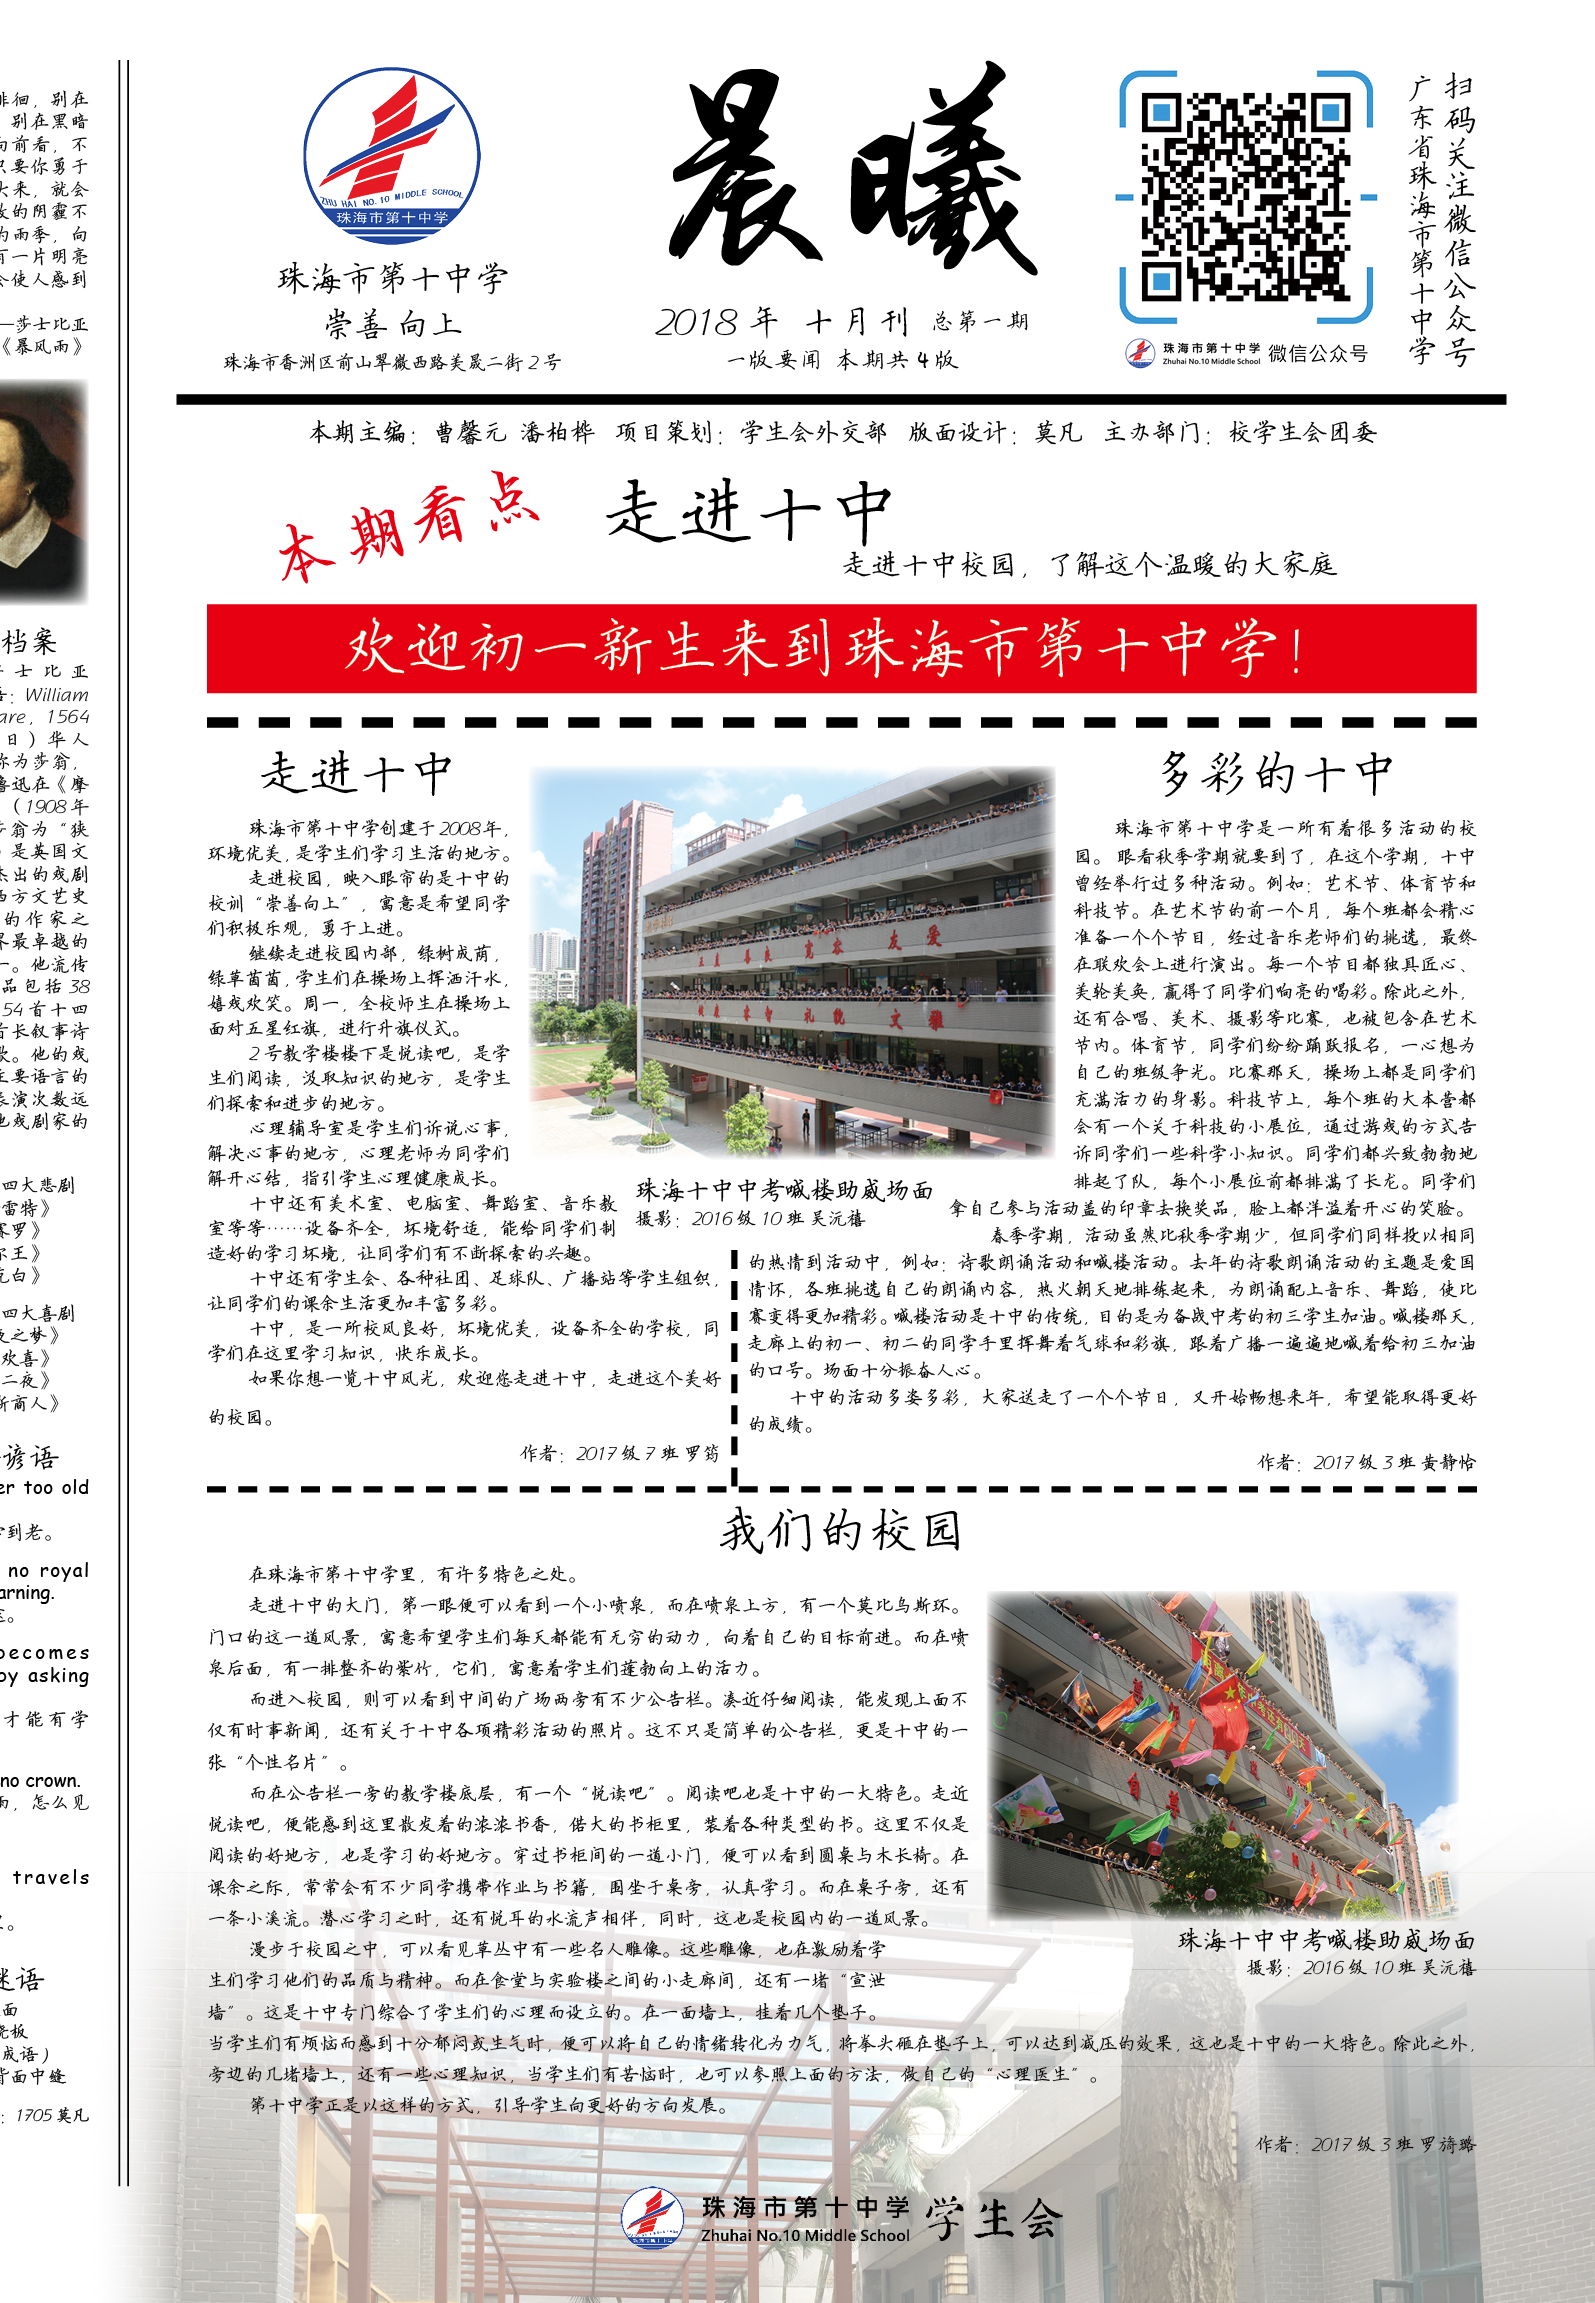 徘徊，别在
别在黑暗
向前看，不
只要你勇于
大来，就会
的阴霾不
的雨季，向
有一片明亮
会使人感到
—莎士比亚
《暴风雨》
档案
士比亚
William
are，1564
日）华人
称为莎翁，
鲁迅在《摩
（1908年
翁为“狭
是英国文
杰出的戏剧
西方文艺史
的作家之
界最卓越的
一。他流传
品包括38
54首十四
首长叙事诗
歌。他的戏
主要语言的
表演次数远
他戏剧家的
四大悲剧
雷特》
赛罗》
尔王》
克白》
四大喜剧
夜之梦》
欢喜》
二夜》
斯商人》
谚语
er too old
学到老。
no royal
arning.
becomes
by asking
才能有学
no crown.
雨，怎么见
travels
谜语
面
成语）
背面中缝
：1705莫凡
ZHU HAI NO.10 MIDDLE SCHOOL
珠海市第十中学
珠海市第十中学
崇善向上
珠海市香洲区前山翠微西路美晟二街2号
晨曦
2018年 十月刊 总第一期
一版要闻 本期共4版
珠海市第十中学 微信公众号
Zhuhai No.10 Middle School
扫码关注微信公众号
广东省珠海市第十中学
本期主编：曹馨元 潘柏桦 项目策划：学生会外交部 版面设计：莫凡 主办部门：校学生会团委
本期看点 走进十中
走进十中校园，了解这个温暖的大家庭
欢迎初一新生来到珠海市第十中学！
走进十中
珠海市第十中学创建于2008年，
环境优美，是学生们学习生活的地方。
走进校园，映入眼帘的是十中的
校训“崇善向上”，寓意是希望同学
们积极乐观，勇于上进。
继续走进校园内部，绿树成荫，
绿草茵茵，学生们在操场上挥洒汗水，
嬉戏欢笑。周一，全校师生在操场上
面对五星红旗，进行升旗仪式。
2号教学楼楼下是悦读吧，是学
生们阅读，汲取知识的地方，是学生
们探索和进步的地方。
心理辅导室是学生们诉说心事，
解决心事的地方，心理老师为同学们
解开心结，指引学生心理健康成长。
十中还有美术室、电脑室、舞蹈室、音乐教
室等等……设备齐全，环境舒适，能给同学们制
造好的学习环境，让同学们有不断探索的兴趣。
十中还有学生会、各种社团、足球队、广播站等学生组织，
让同学们的课余生活更加丰富多彩。
十中，是一所校风良好，环境优美，设备齐全的学校，同
学们在这里学习知识，快乐成长。
如果你想一览十中风光，欢迎您走进十中，走进这个美好
的校园。
作者：2017级7班罗筠
正直 善良 宽容 友爱
礼貌 文雅
珠海十中中考喊楼助威场面
摄影：2016级10班吴沅禧
多彩的十中
珠海市第十中学是一所有着很多活动的校
园。眼看秋季学期就要到了，在这个学期，十中
曾经举行过多种活动。例如：艺术节、体育节和
科技节。在艺术节的前一个月，每个班都会精心
准备一个个节目，经过音乐老师们的挑选，最终
在联欢会上进行演出。每一个节目都独具匠心、
美轮美奂，赢得了同学们响亮的喝彩。除此之外，
还有合唱、美术、摄影等比赛，也被包含在艺术
节内。体育节，同学们纷纷踊跃报名，一心想为
自己的班级争光。比赛那天，操场上都是同学们
充满活力的身影。科技节上，每个班的大本营都
会有一个关于科技的小展位，通过游戏的方式告
诉同学们一些科学小知识。同学们都兴致勃勃地
排起了队，每个小展位前都排满了长龙。同学们
拿自己参与活动盖的印章去换奖品，脸上都洋溢着开心的笑脸。
春季学期，活动虽然比秋季学期少，但同学们同样投以相同
的热情到活动中，例如：诗歌朗诵活动和喊楼活动。去年的诗歌朗诵活动的主题是爱国
情怀，各班挑选自己的朗诵内容，热火朝天地排练起来，为朗诵配上音乐、舞蹈，使比
赛变得更加精彩。喊楼活动是十中的传统，目的是为备战中考的初三学生加油。喊楼那天，
走廊上的初一、初二的同学手里挥舞着气球和彩旗，跟着广播一遍遍地喊着给初三加油
的口号。场面十分振奋人心。
十中的活动多姿多彩，大家送走了一个个节日，又开始畅想来年，希望能取得更好
的成绩。
作者：2017级3班黄静怡
我们的校园
在珠海市第十中学里，有许多特色之处。
走进十中的大门，第一眼便可以看到一个小喷泉，而在喷泉上方，有一个莫比乌斯环。
门口的这一道风景，寓意希望学生们每天都能有无穷的动力，向着自己的目标前进。而在喷
泉后面，有一排整齐的紫竹，它们，寓意着学生们蓬勃向上的活力。
而进入校园，则可以看到中间的广场两旁有不少公告栏。凑近仔细阅读，能发现上面不
仅有时事新闻，还有关于十中各项精彩活动的照片。这不只是简单的公告栏，更是十中的一
张“个性名片”。
而在公告栏一旁的教学楼底层，有一个“悦读吧”。阅读吧也是十中的一大特色。走近
悦读吧，便能感到这里散发着的浓浓书香，偌大的书柜里，装着各种类型的书。这里不仅是
阅读的好地方，也是学习的好地方。穿过书柜间的一道小门，便可以看到圆桌与木长椅。在
课余之际，常常会有不少同学携带作业与书籍，围坐于桌旁，认真学习。而在桌子旁，还有
一条小溪流。潜心学习之时，还有悦耳的水流声相伴，同时，这也是校园内的一道风景。
漫步于校园之中，可以看见草丛中有一些名人雕像。这些雕像，也在激励着学
生们学习他们的品质与精神。而在食堂与实验楼之间的小走廊间，还有一堵“宣泄
墙”。这是十中专门综合了学生们的心理而设立的。在一面墙上，挂着几个垫子。
当学生们有烦恼而感到十分郁闷或生气时，便可以将自己的情绪转化为力气，将拳头砸在垫子上，可以达到减压的效果，这也是十中的一大特色。除此之外，
旁边的几堵墙上，还有一些心理知识，当学生们有苦恼时，也可以参照上面的方法，做自己的“心理医生”。
第十中学正是以这样的方式，引导学生向更好的方向发展。
珠海十中中考喊楼助威场面
摄影：2016级10班吴沅禧
作者：2017级3班罗旖璐
珠海市第十中学 学生会
Zhuhai No.10 Middle School